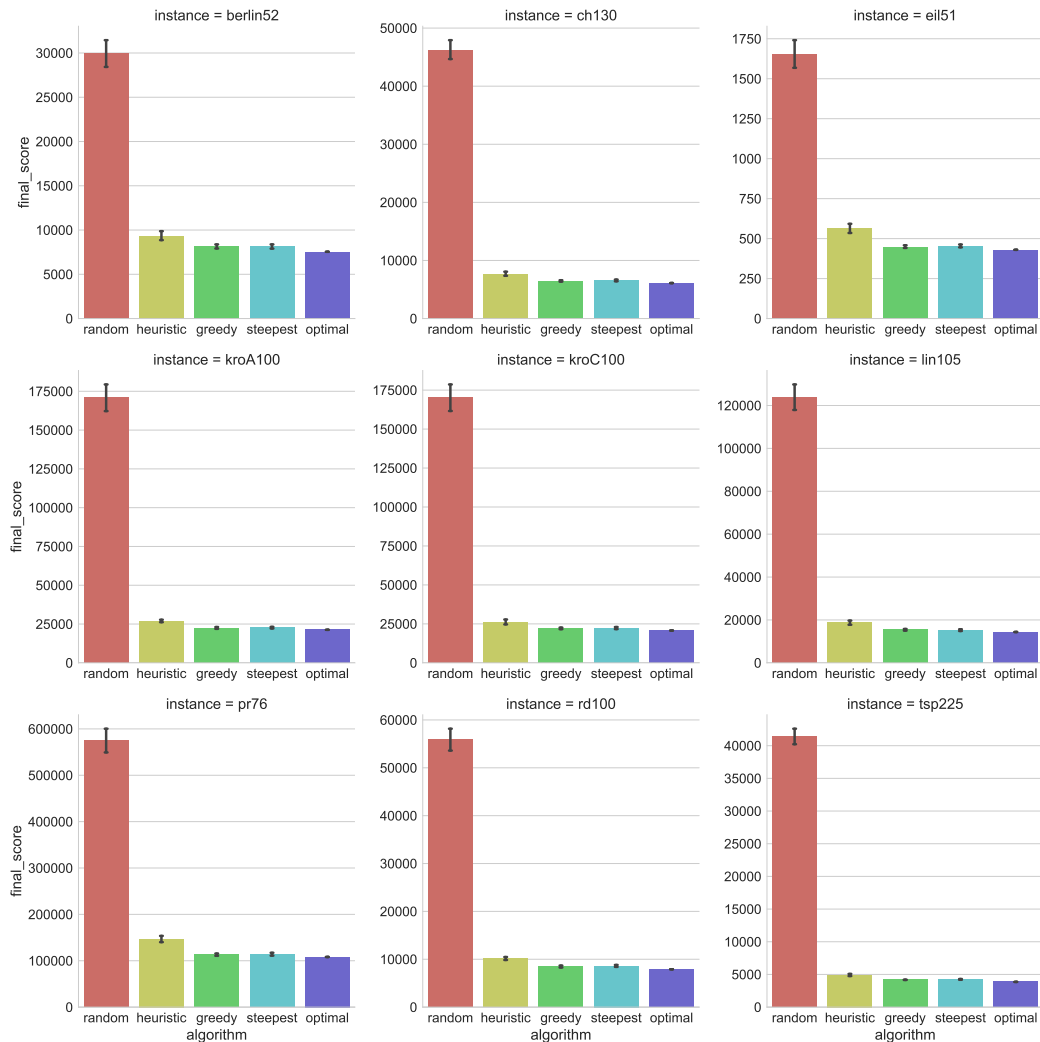 instance = berlin52
30000
25000
20000
15000
10000
5000
0
final_score
random heuristic greedy steepest optimal
instance = ch130
50000
40000
30000
20000
10000
0
random heuristic greedy steepest optimal
instance = eil51
1750
1500
1250
1000
750
500
250
0
random heuristic greedy steepest optimal
instance = kroA100
175000
150000
125000
100000
75000
50000
25000
0
final_score
random heuristic greedy steepest optimal
instance = kroC100
175000
150000
125000
100000
75000
50000
25000
0
random heuristic greedy steepest optimal
instance = lin105
120000
100000
80000
60000
40000
20000
0
random heuristic greedy steepest optimal
instance = pr76
600000
500000
400000
300000
200000
100000
0
final_score
random heuristic greedy steepest optimal
algorithm
instance = rd100
60000
50000
40000
30000
20000
10000
0
random heuristic greedy steepest optimal
algorithm
instance = tsp225
40000
35000
30000
25000
20000
15000
10000
5000
0
random heuristic greedy steepest optimal
algorithm